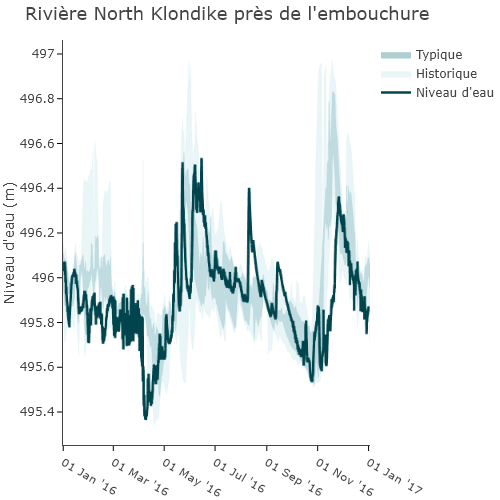 Rivière North Klondike près de l'embouchure
Typique
Historique
Niveau d'eau
Niveau d'eau (m)
497
496.8
496.6
496.4
496.2
496
495.8
495.6
495.4
01 Jan '16
01 Mar '16
01 May '16
01 Jul '16
01 Sep '16
01 Nov '16
01 Jan '17